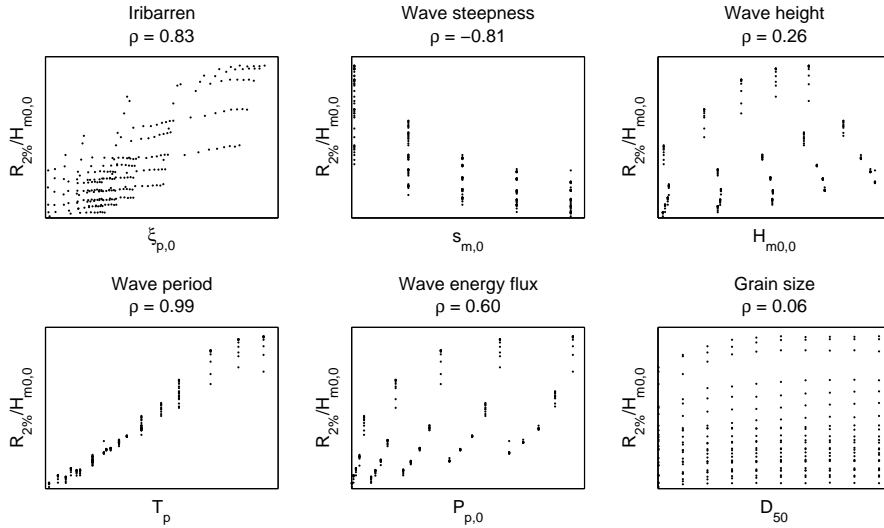 Iribarren
ρ = 0.83
R2%/Hm0,0
ξp,0
Wave steepness
ρ = −0.81
R2%/Hm0,0
sm,0
Wave height
ρ = 0.26
R2%/Hm0,0
Hm0,0
Wave period
ρ = 0.99
R2%/Hm0,0
Tp
Wave energy flux
ρ = 0.60
R2%/Hm0,0
Pp,0
Grain size
ρ = 0.06
R2%/Hm0,0
D50